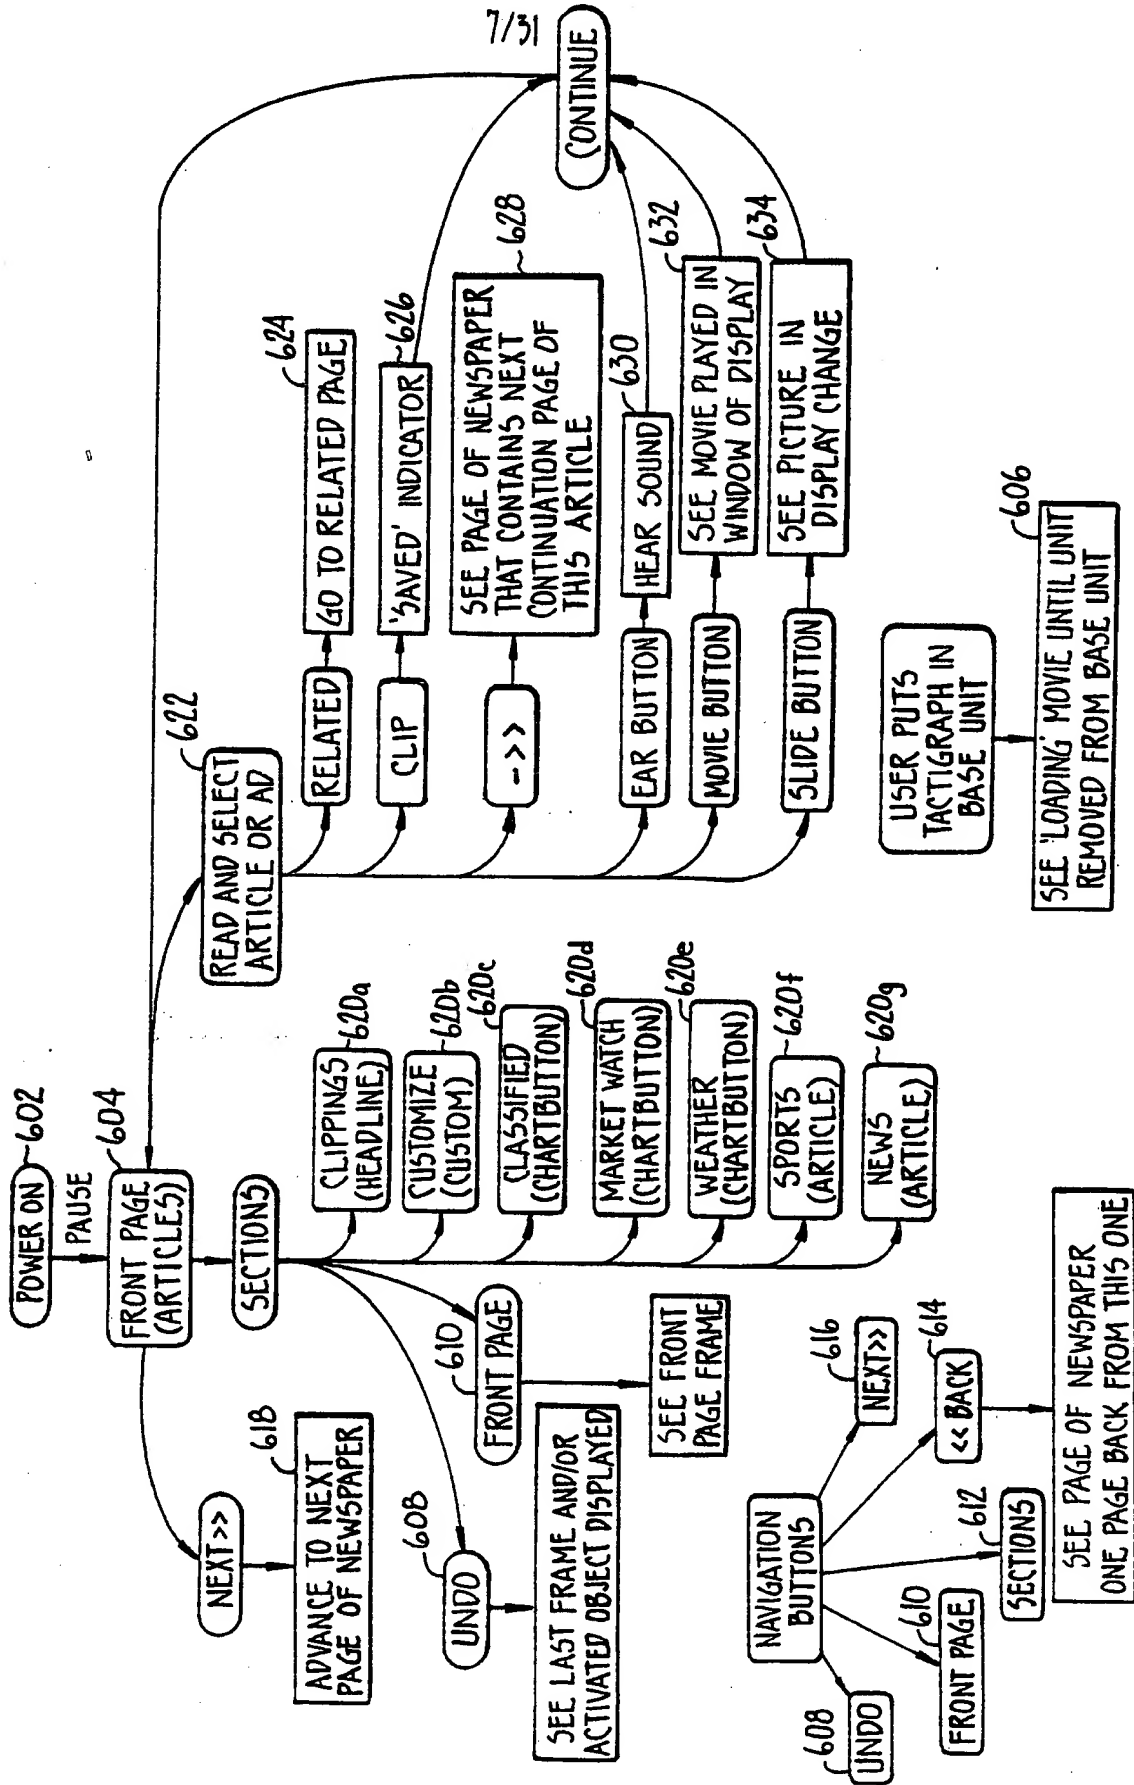 7/31
POWER ON
602
PAUSE
604
FRONT PAGE
(ARTICLES)
NEXT>>
618
ADVANCE TO NEXT
PAGE OF NEWSPAPER
SECTIONS
608
UNDO
SEE LAST FRAME AND/OR
ACTIVATED OBJECT DISPLAYED
610
FRONT PAGE
SEE FRONT
PAGE FRAME
CLIPPINGS
(HEADLINE)
620a
CUSTOMIZE
(CUSTOM)
620b
CLASSIFIED
(CHARTBUTTON)
620c
MARKET WATCH
(CHARTBUTTON)
620d
WEATHER
(CHARTBUTTON)
620e
SPORTS
(ARTICLE)
620f
NEWS
(ARTICLE)
620g
622
READ AND SELECT
ARTICLE OR AD
RELATED
GO TO RELATED PAGE
624
CLIP
'SAVED' INDICATOR
626
->>
SEE PAGE OF NEWSPAPER
THAT CONTAINS NEXT
CONTINUATION PAGE OF
THIS ARTICLE
628
EAR BUTTON
HEAR SOUND
630
MOVIE BUTTON
SEE MOVIE PLAYED IN
WINDOW OF DISPLAY
632
SLIDE BUTTON
SEE PICTURE IN
DISPLAY CHANGE
634
CONTINUE
NAVIGATION
BUTTONS
608
UNDO
610
FRONT PAGE
612
SECTIONS
614
<< BACK
616
NEXT>>
SEE PAGE OF NEWSPAPER
ONE PAGE BACK FROM THIS ONE
USER PUTS
TACTIGRAPH IN
BASE UNIT
606
SEE 'LOADING' MOVIE UNTIL UNIT
REMOVED FROM BASE UNIT